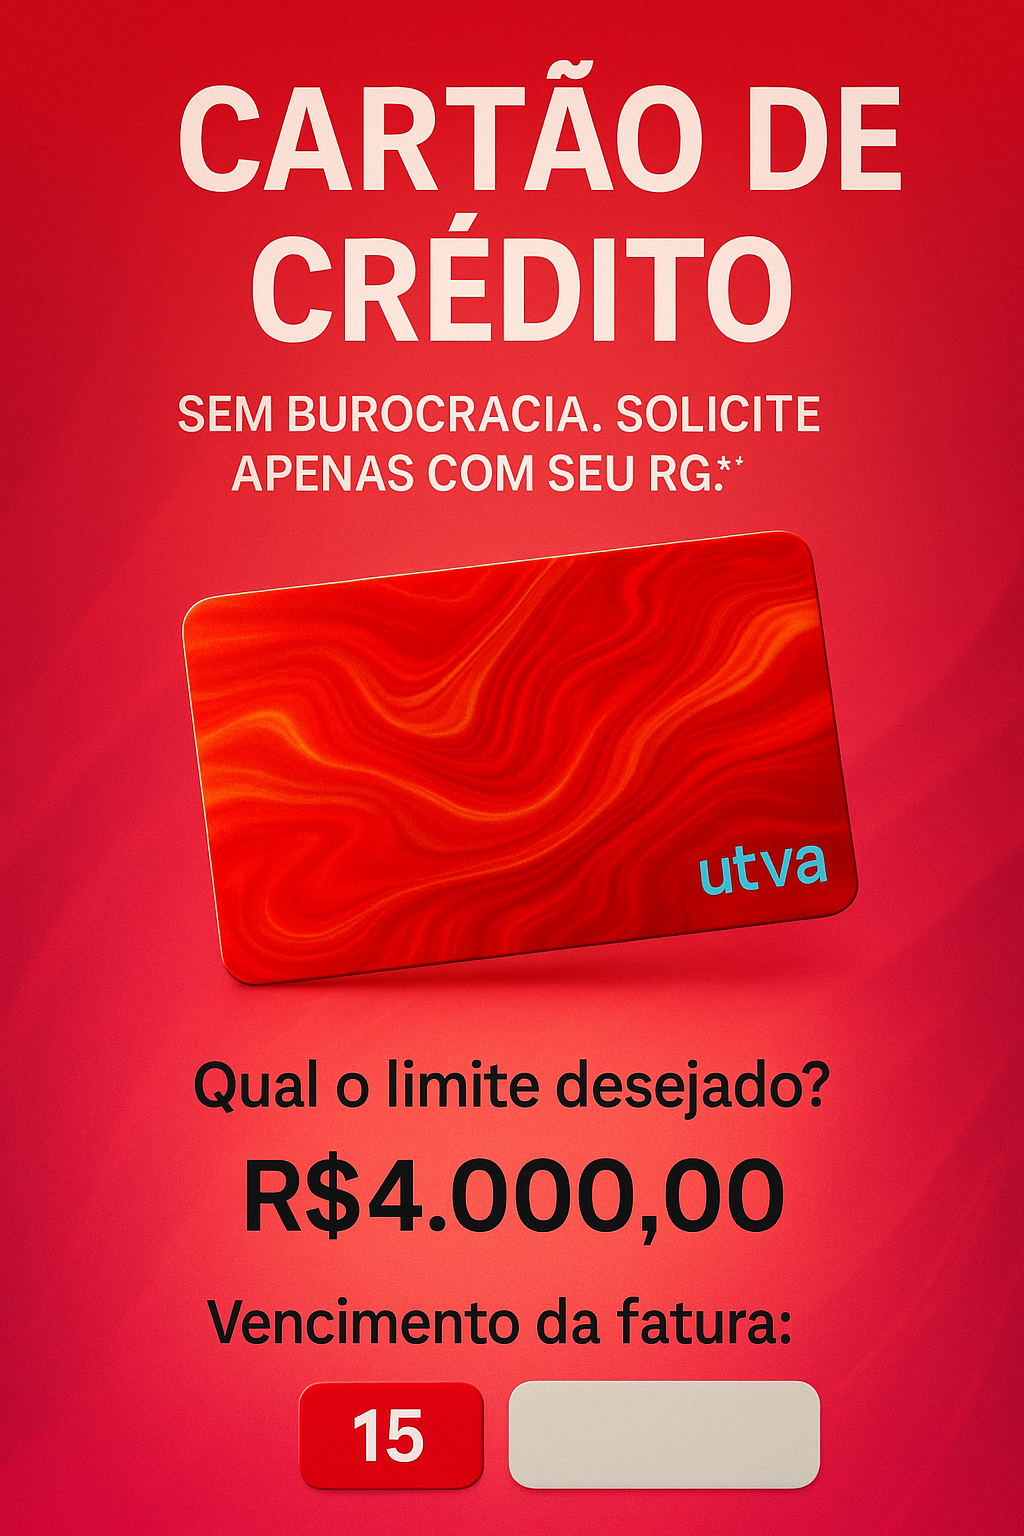 CARTÃO DE
CRÉDITO
SEM BUROCRACIA. SOLICITE
APENAS COM SEU RG.**
utva
Qual o limite desejado?
R$4.000,00
Vencimento da fatura:
15